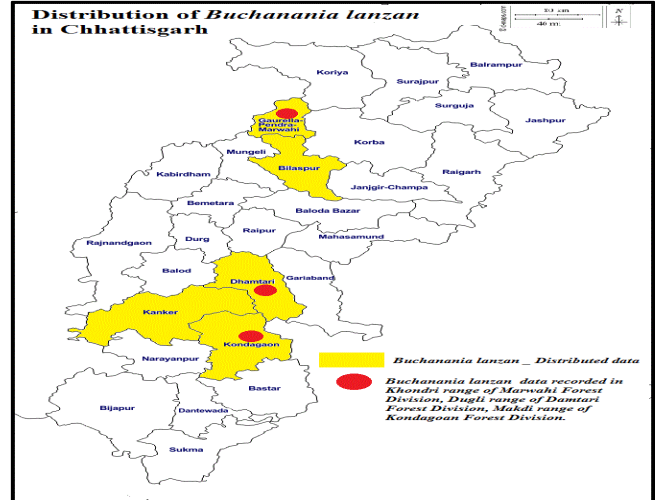 Distribution of Buchanania lanzan
in Chhattisgarh
N
Koriya
Balrampur
Surajpur
Surguja
Jashpur
Gaurella-
Pendra-
Marwahi
Korba
Mungeli
Bilaspur
Raigarh
Kabirdham
Janjgir-Champa
Bemetara
Baloda Bazar
Rajnandgaon
Durg
Raipur
Mahasamund
Balod
Dhamtari
Gariaband
Kanker
Kondagaon
Narayanpur
Bastar
Bijapur
Dantewada
Sukma
Buchanania lanzan _ Distributed data
Buchanania lanzan data recorded in
Khondri range of Marwahi Forest
Division, Dugli range of Damtari
Forest Division, Makdi range of
Kondagoan Forest Division.